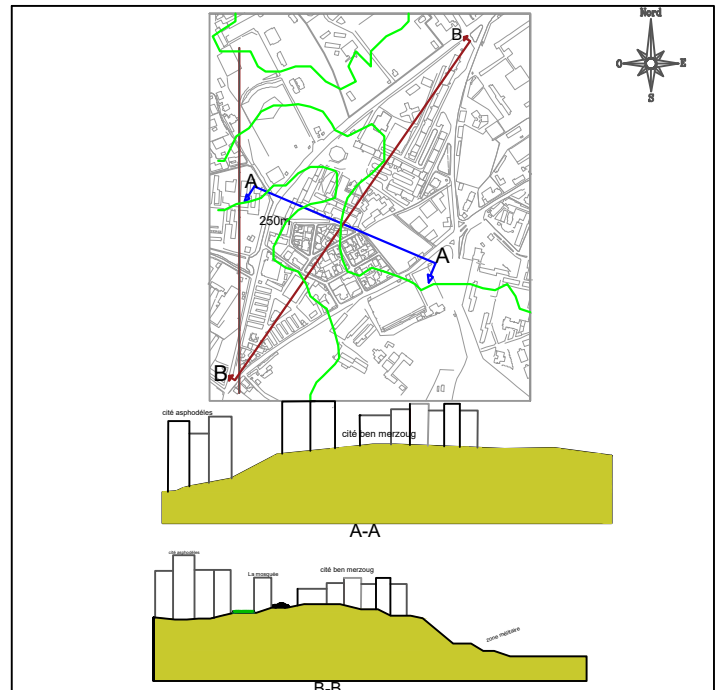 Nord
O E
S
B
A
250m
A
B
cité asphodèles
cité ben merzoug
A-A
cité asphodèles
La mosquée
cité ben merzoug
zone militaire
B-B